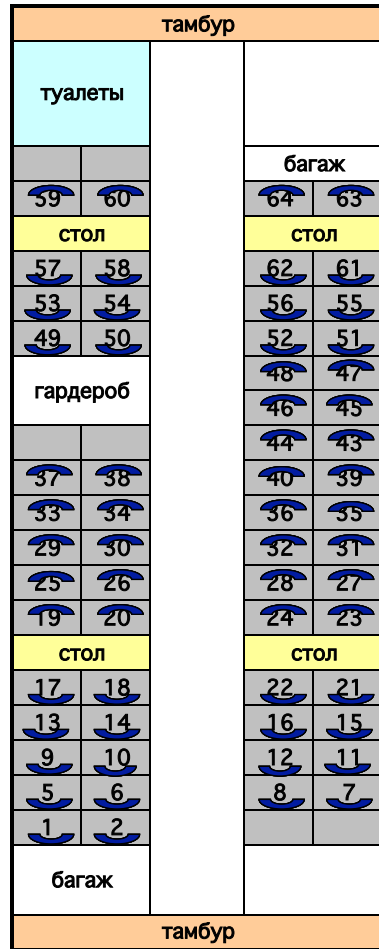 тамбур
туалеты
багаж
59 60 64 63
стол стол
57 58 62 61
53 54 56 55
49 50 52 51
гардероб 48 47
46 45
44 43
37 38 40 39
33 34 36 35
29 30 32 31
25 26 28 27
19 20 24 23
стол стол
17 18 22 21
13 14 16 15
9 10 12 11
5 6 8 7
1 2
багаж
тамбур